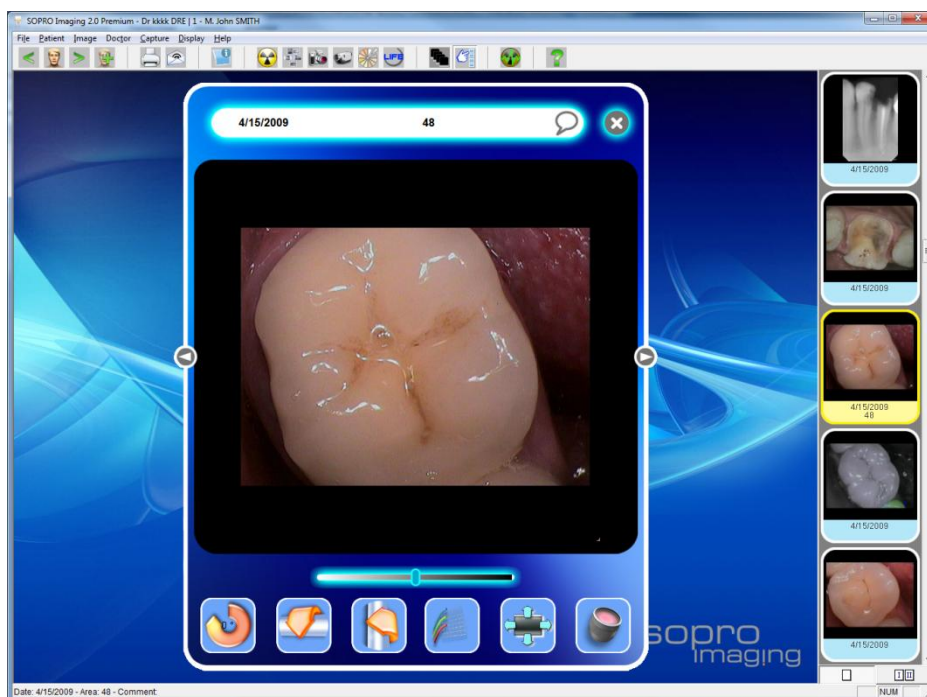 SOPRO Imaging 2.0 Premium - Dr kkkk DRE | 1 - M. John SMITH
File Patient Image Doctor Capture Display Help
LIFE
4/15/2009 48
4/15/2009
4/15/2009
4/15/2009
48
4/15/2009
4/15/2009
sopro
imaging
Date: 4/15/2009 - Area: 48 - Comment:
NUM